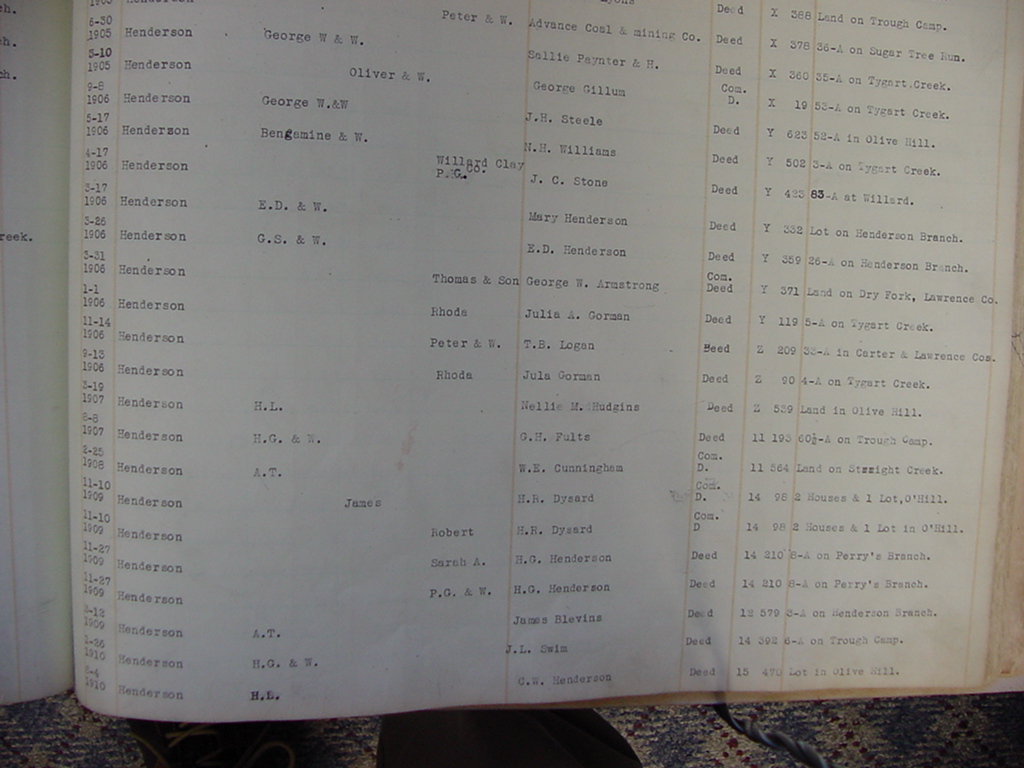 reek.
1903 Henderson Lyons Deed X 388 Land on Trough Camp.
Peter & W. Advance Coal & mining Co. Deed X 378 36-A on Sugar Tree Run.
6-30
1905 Henderson George W & W. Sallie Paynter & H. Deed X 360 35-A on Tygart Creek.
3-10
1905 Henderson Oliver & W. George Gillum Com.
D. X 19 53-A on Tygart Creek.
9-8
1906 Henderson George W.&W J.H. Steele Deed Y 623 52-A in Olive Hill.
5-17
1906 Henderson Bengamine & W. N.H. Williams Deed Y 502 3-A on Tygart Creek.
4-17
1906 Henderson Willard Clay Co.
P.G. J. C. Stone Deed Y 423 83-A at Willard.
3-17
1906 Henderson E.D. & W. Mary Henderson Deed Y 332 Lot on Henderson Branch.
3-26
1906 Henderson G.S. & W. E.D. Henderson Deed Y 359 26-A on Henderson Branch.
3-31
1906 Henderson Thomas & Son George W. Armstrong Com.
Deed Y 371 Land on Dry Fork, Lawrence Co.
1-1
1906 Henderson Rhoda Julia A. Gorman Deed Y 119 5-A on Tygart Creek.
11-14
1906 Henderson Peter & W. T.B. Logan Deed Z 209 33-A in Carter & Lawrence Cos.
9-13
1906 Henderson Rhoda Jula Gorman Deed Z 90 4-A on Tygart Creek.
3-19
1907 Henderson H.L. Nellie M. Hudgins Deed Z 539 Land in Olive Hill.
8-8
1907 Henderson H.G. & W. G.H. Fults Deed 11 193 60½-A on Trough Camp.
2-25
1908 Henderson A.T. W.E. Cunningham Com.
D. 11 564 Land on Straight Creek.
11-10
1909 Henderson James H.R. Dysard Com.
D. 14 98 2 Houses & 1 Lot,O'Hill.
11-10
1909 Henderson Robert H.R. Dysard Com.
D 14 98 2 Houses & 1 Lot in O'Hill.
11-27
1909 Henderson Sarah A. H.G. Henderson Deed 14 210 8-A on Perry's Branch.
11-27
1909 Henderson P.G. & W. H.G. Henderson Deed 14 210 8-A on Perry's Branch.
1909 Henderson A.T. James Blevins Deed 12 579 3-A on Henderson Branch.
2-26
1910 Henderson H.G. & W. J.L. Swim Deed 14 392 6-A on Trough Camp.
8-4
1910 Henderson H.L. C.W. Henderson Deed 15 470 Lot in Olive Hill.